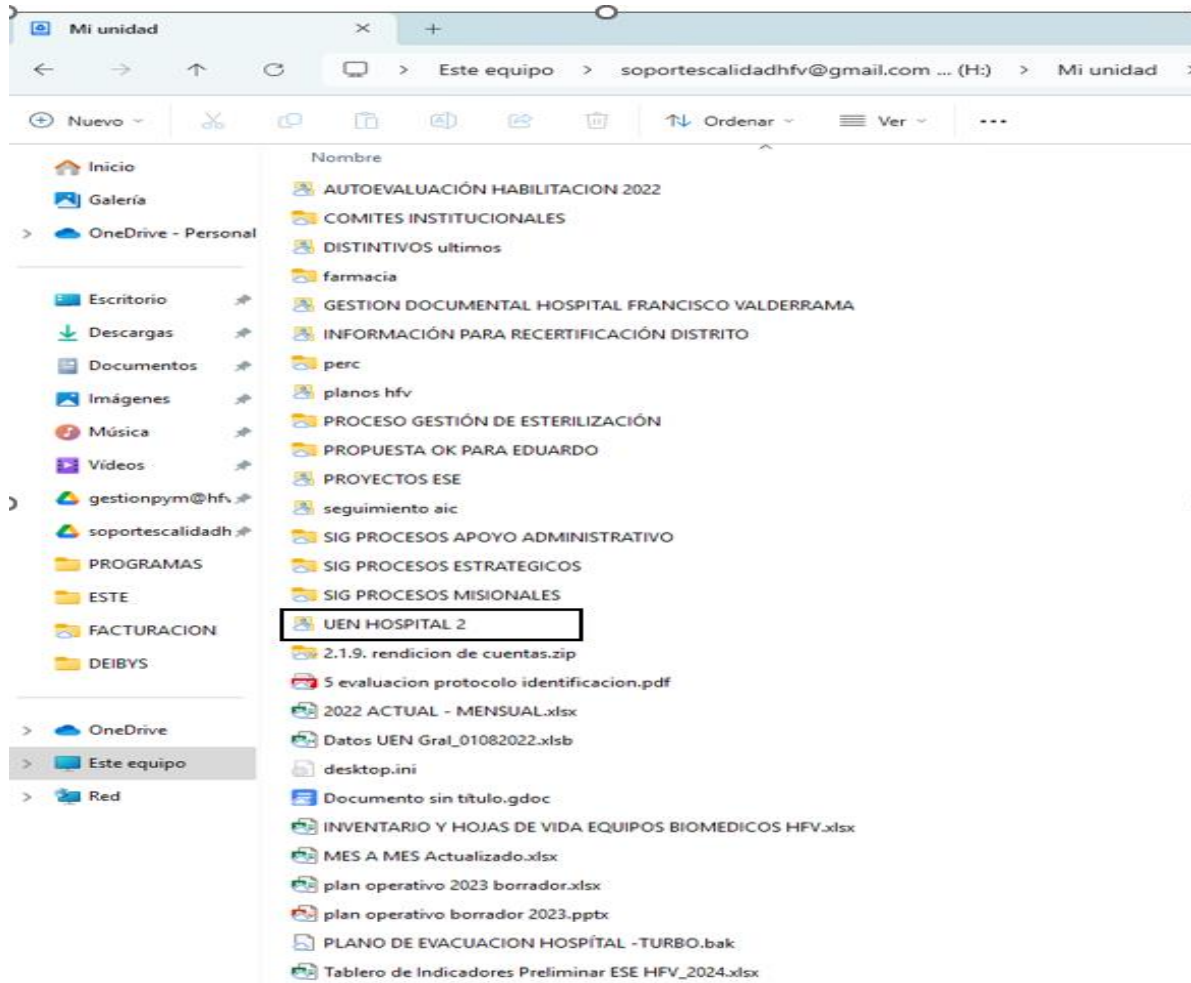 Mi unidad
Este equipo > soportescalidadhfv@gmail.com ... (H:) > Mi unidad
Nuevo
Ordenar
Ver
Inicio
Galería
OneDrive - Personal
Escritorio
Descargas
Documentos
Imágenes
Música
Vídeos
gestionpym@hfv
soportescalidadh
PROGRAMAS
ESTE
FACTURACION
DEIBYS
OneDrive
Este equipo
Red
Nombre
AUTOEVALUACIÓN HABILITACION 2022
COMITES INSTITUCIONALES
DISTINTIVOS ultimos
farmacia
GESTION DOCUMENTAL HOSPITAL FRANCISCO VALDERRAMA
INFORMACIÓN PARA RECERTIFICACIÓN DISTRITO
perc
planos hfv
PROCESO GESTIÓN DE ESTERILIZACIÓN
PROPUESTA OK PARA EDUARDO
PROYECTOS ESE
seguimiento aic
SIG PROCESOS APOYO ADMINISTRATIVO
SIG PROCESOS ESTRATEGICOS
SIG PROCESOS MISIONALES
UEN HOSPITAL 2
2.1.9. rendicion de cuentas.zip
5 evaluacion protocolo identificacion.pdf
2022 ACTUAL - MENSUAL.xlsx
Datos UEN Gral_01082022.xlsb
desktop.ini
Documento sin título.gdoc
INVENTARIO Y HOJAS DE VIDA EQUIPOS BIOMEDICOS HFV.xlsx
MES A MES Actualizado.xlsx
plan operativo 2023 borrador.xlsx
plan operativo borrador 2023.pptx
PLANO DE EVACUACION HOSPÍTAL -TURBO.bak
Tablero de Indicadores Preliminar ESE HFV_2024.xlsx